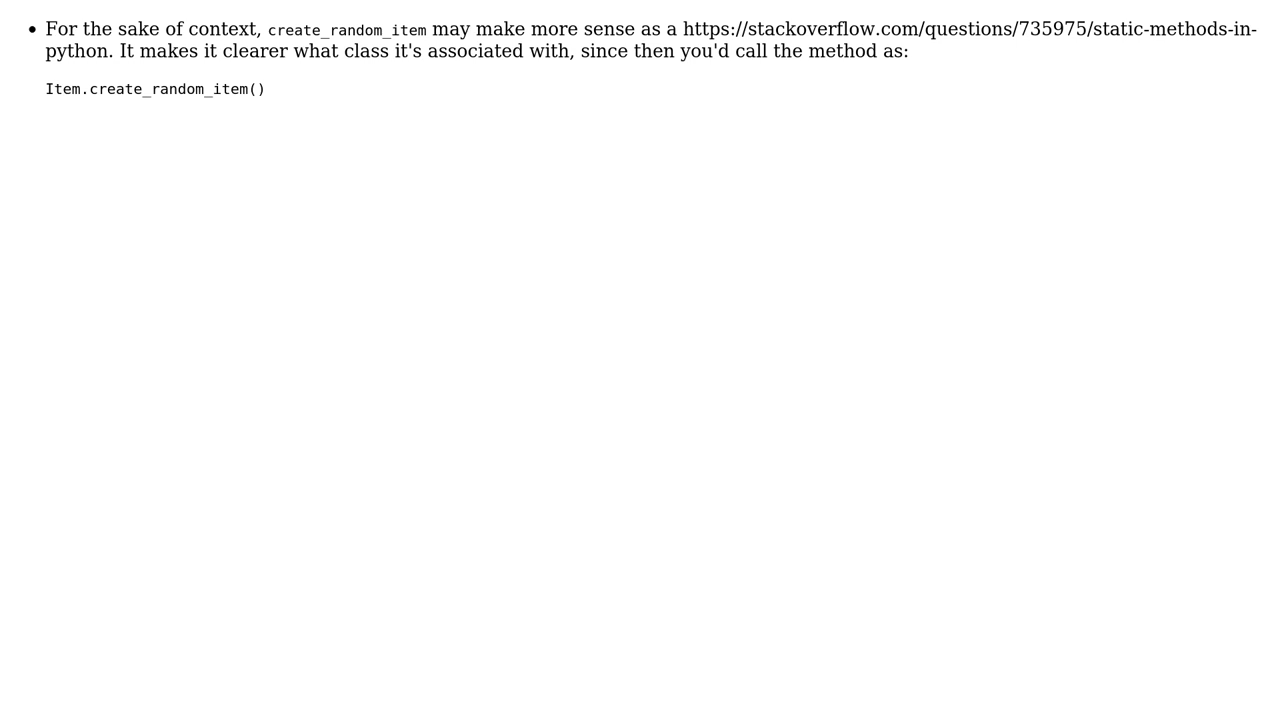 • For the sake of context, create_random_item may make more sense as a https://stackoverflow.com/questions/735975/static-methods-in-
python. It makes it clearer what class it's associated with, since then you'd call the method as:
Item.create_random_item()